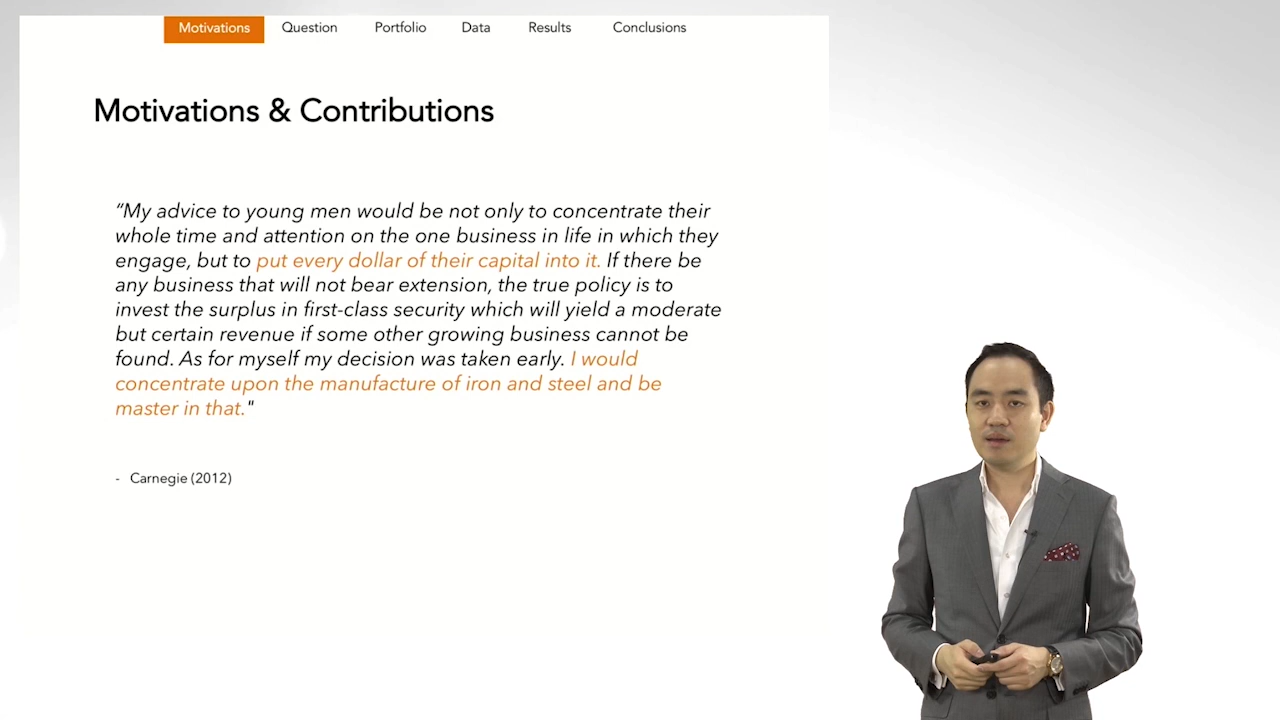 Motivations Question Portfolio Data Results Conclusions
Motivations & Contributions
“My advice to young men would be not only to concentrate their
whole time and attention on the one business in life in which they
engage, but to put every dollar of their capital into it. If there be
any business that will not bear extension, the true policy is to
invest the surplus in first-class security which will yield a moderate
but certain revenue if some other growing business cannot be
found. As for myself my decision was taken early. I would
concentrate upon the manufacture of iron and steel and be
master in that."
- Carnegie (2012)